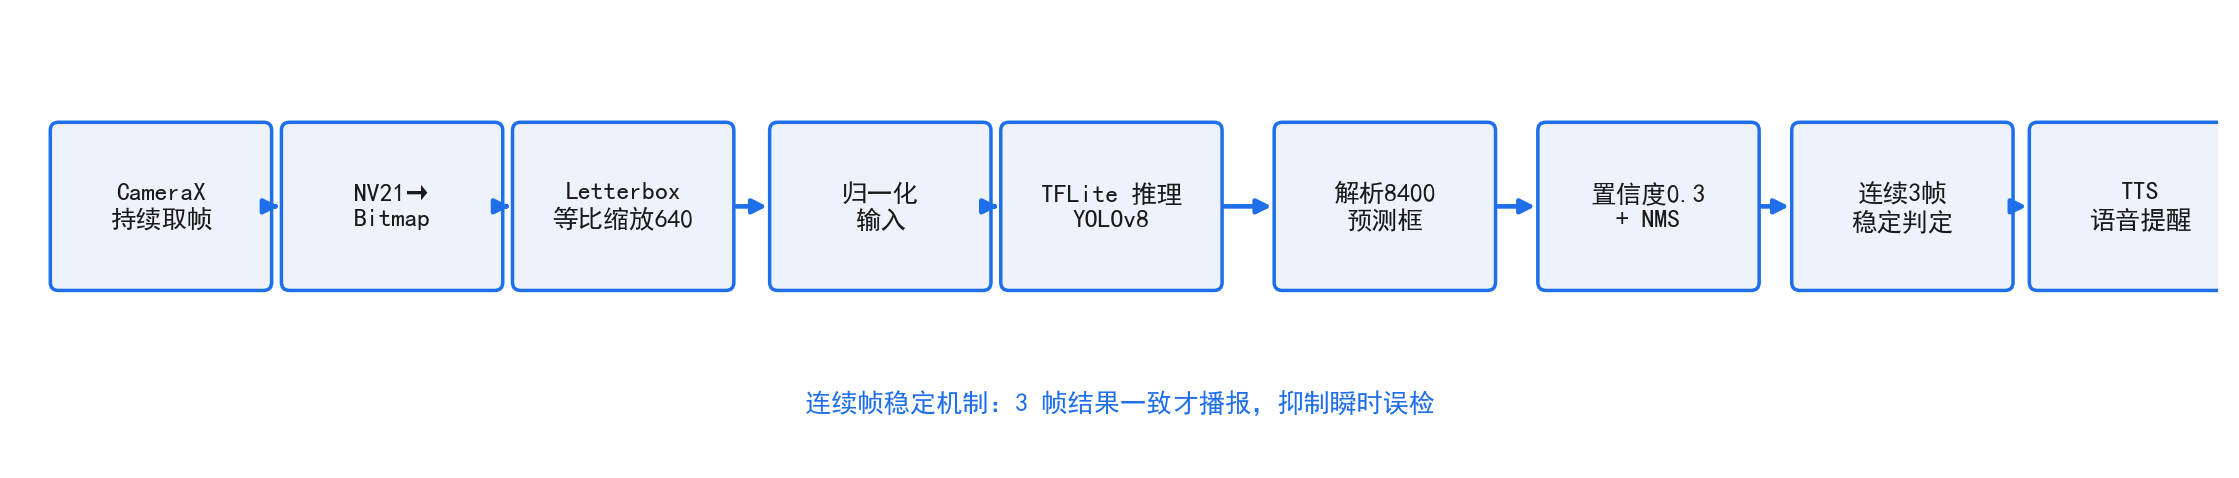 CameraX
持续取帧
NV21→
Bitmap
Letterbox
等比缩放640
归一化
输入
TFLite 推理
YOLOv8
解析8400
预测框
置信度0.3
+ NMS
连续3帧
稳定判定
TTS
语音提醒
连续帧稳定机制：3 帧结果一致才播报，抑制瞬时误检